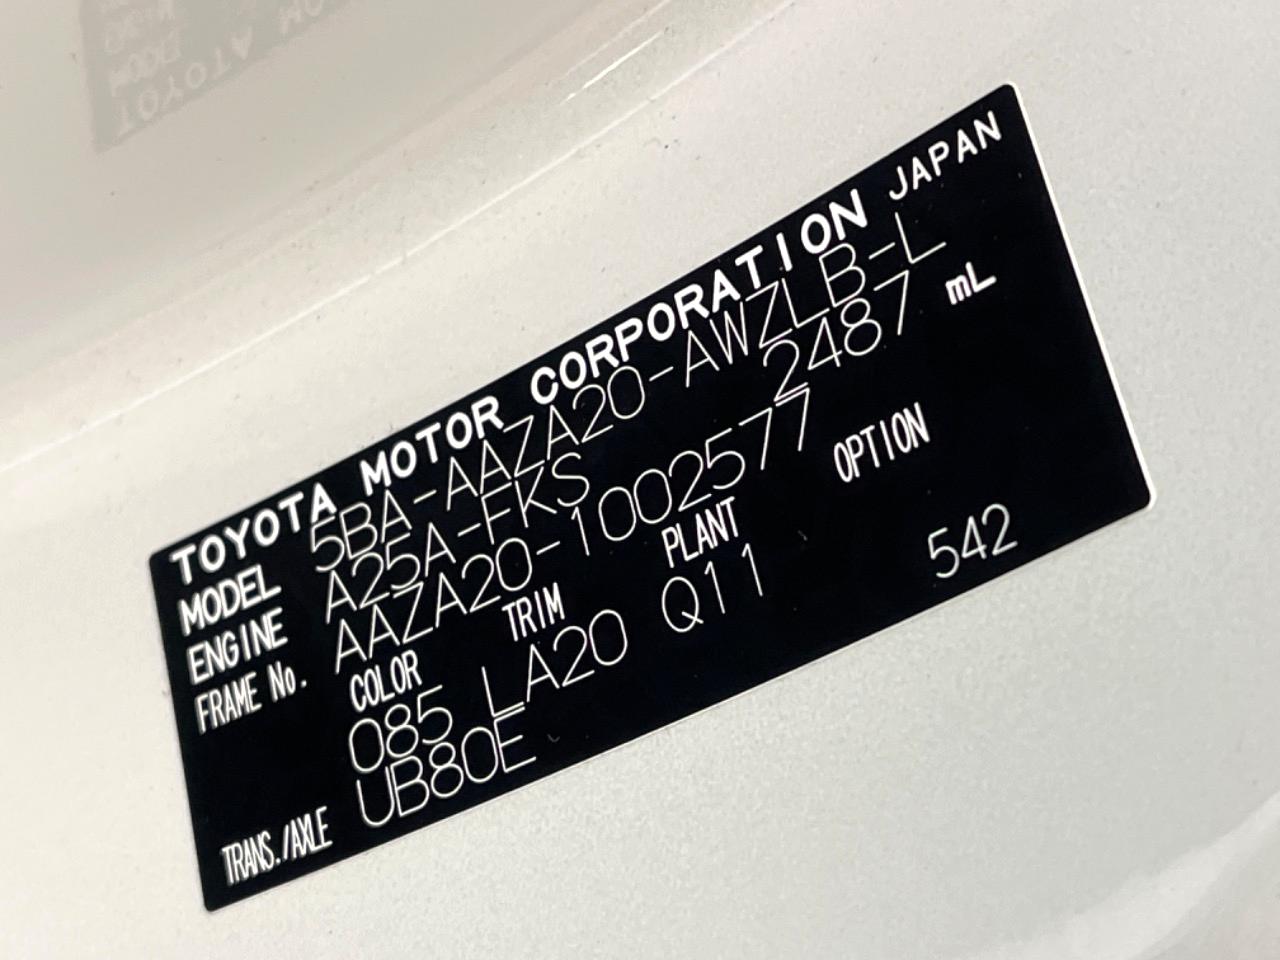 TOYOTA MOTOR CORPORATION JAPAN
MODEL 5BA-AAZA20-AWZLB-L
ENGINE A25A-FKS 2487 mL
FRAME No. AAZA20-1002577
COLOR TRIM PLANT OPTION
085 LA20 Q11 542
TRANS./AXLE UB80E